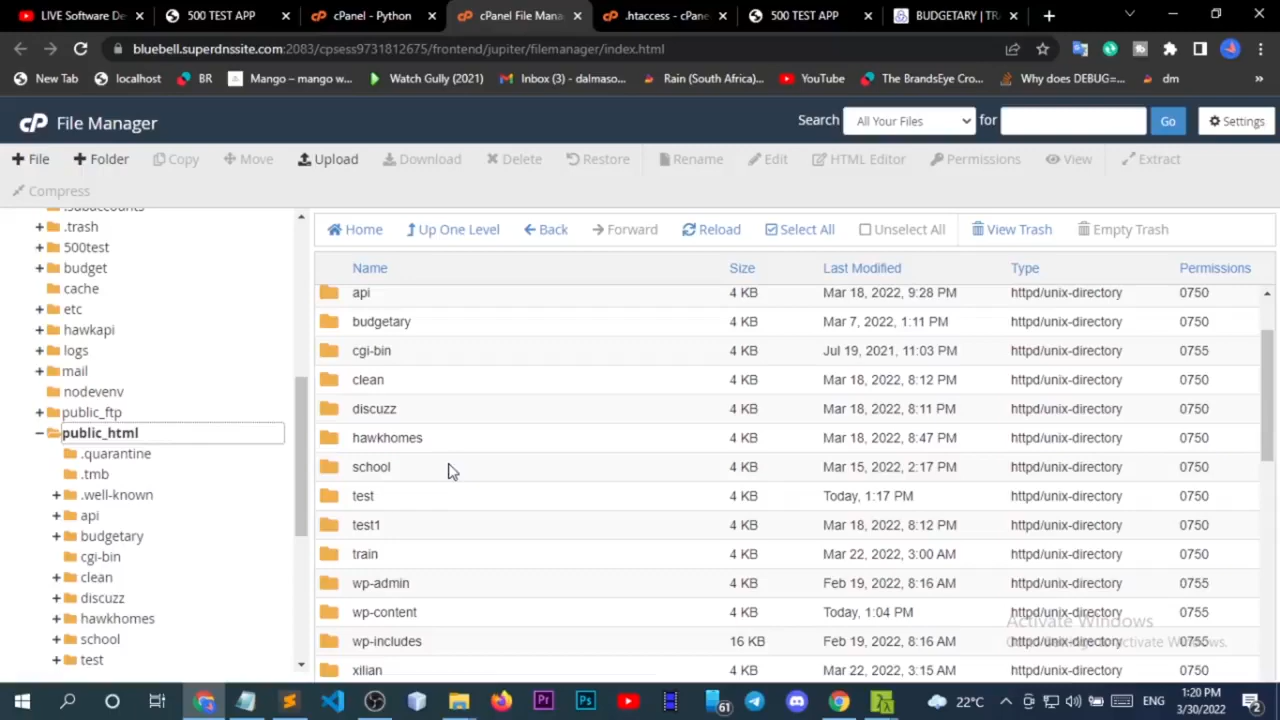 LIVE Software De
500 TEST APP
cPanel - Python
cPanel File Mana
.htaccess - cPane
500 TEST APP
BUDGETARY | TR
bluebell.superdnssite.com:2083/cpsess9731812675/frontend/jupiter/filemanager/index.html
New Tab
localhost
BR
Mango – mango w...
Watch Gully (2021)
Inbox (3) - dalmaso...
Rain (South Africa)...
YouTube
The BrandsEye Cro...
Why does DEBUG=...
dm
»
cP File Manager
Search
All Your Files
for
Go
Settings
File
Folder
Copy
Move
Upload
Download
Delete
Restore
Rename
Edit
HTML Editor
Permissions
View
Extract
Compress
.subaccounts
.trash
500test
budget
cache
etc
hawkapi
logs
mail
nodevenv
public_ftp
public_html
.quarantine
.tmb
.well-known
api
budgetary
cgi-bin
clean
discuzz
hawkhomes
school
test
Home
Up One Level
Back
Forward
Reload
Select All
Unselect All
View Trash
Empty Trash
Name Size Last Modified Type Permissions
api 4 KB Mar 18, 2022, 9:28 PM httpd/unix-directory 0750
budgetary 4 KB Mar 7, 2022, 1:11 PM httpd/unix-directory 0750
cgi-bin 4 KB Jul 19, 2021, 11:03 PM httpd/unix-directory 0755
clean 4 KB Mar 18, 2022, 8:12 PM httpd/unix-directory 0750
discuzz 4 KB Mar 18, 2022, 8:11 PM httpd/unix-directory 0750
hawkhomes 4 KB Mar 18, 2022, 8:47 PM httpd/unix-directory 0750
school 4 KB Mar 15, 2022, 2:17 PM httpd/unix-directory 0750
test 4 KB Today, 1:17 PM httpd/unix-directory 0750
test1 4 KB Mar 18, 2022, 8:12 PM httpd/unix-directory 0750
train 4 KB Mar 22, 2022, 3:00 AM httpd/unix-directory 0750
wp-admin 4 KB Feb 19, 2022, 8:16 AM httpd/unix-directory 0755
wp-content 4 KB Today, 1:04 PM httpd/unix-directory 0755
wp-includes 16 KB Feb 19, 2022, 8:16 AM httpd/unix-directory 0755
xilian 4 KB Mar 22, 2022, 3:15 AM httpd/unix-directory 0750
Activate Windows
activate Windows.
61
22°C
ENG
1:20 PM
3/30/2022
2